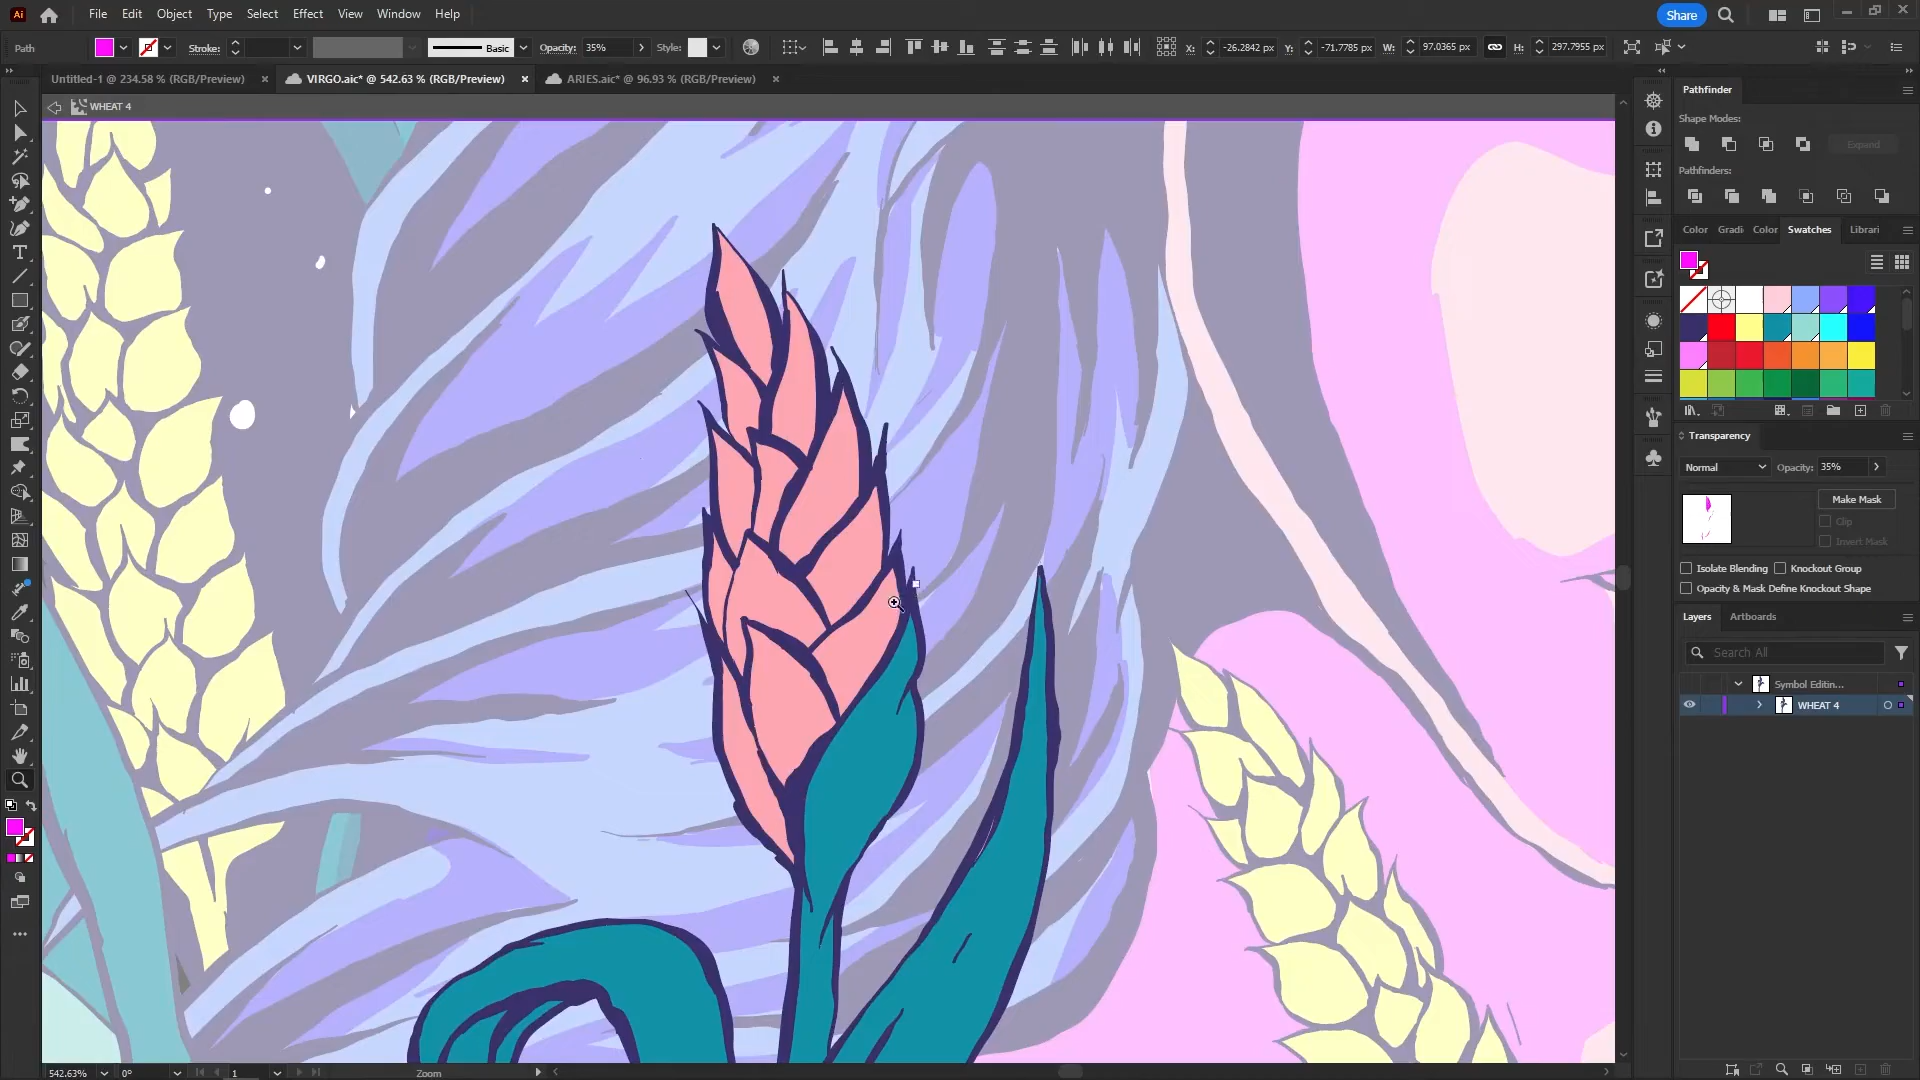 Ai File Edit Object Type Select Effect View Window Help Share
Path Stroke: Basic Opacity: 35% Style: X: -26.2842 px Y: -71.7785 px W: 97.0365 px H: 297.7955 px
Untitled-1 @ 234.58 % (RGB/Preview) × VIRGO.aic* @ 542.63 % (RGB/Preview) × ARIES.aic* @ 96.93 % (RGB/Preview) ×
WHEAT 4
Pathfinder
Shape Modes:
Expand
Pathfinders:
Color Gradi Color Swatches Librari
Transparency
Normal Opacity: 35%
Make Mask
Clip
Invert Mask
Isolate Blending Knockout Group
Opacity & Mask Define Knockout Shape
Layers Artboards
Search All
Symbol Editin...
WHEAT 4
542.63% 0° 1 Zoom